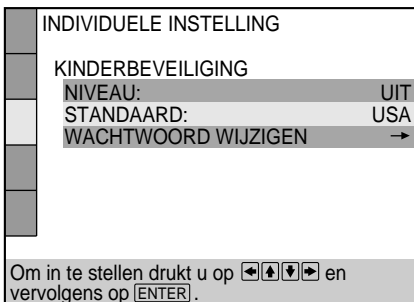 INDIVIDUELE INSTELLING
KINDERBEVEILIGING
NIVEAU: UIT
STANDAARD: USA
WACHTWOORD WIJZIGEN →
Om in te stellen drukt u op ←↑↓→ en
vervolgens op ENTER.